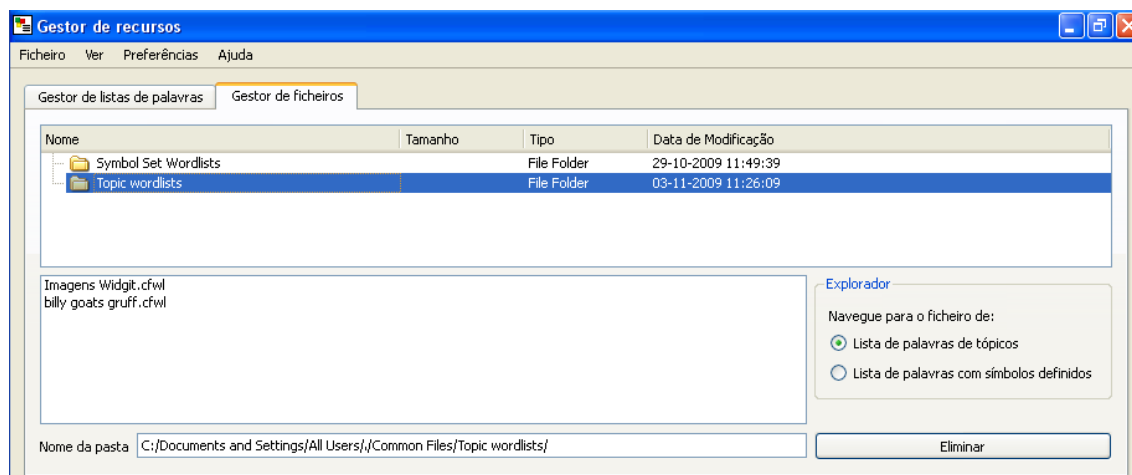 Gestor de recursos
Ficheiro Ver Preferências Ajuda
Gestor de listas de palavras Gestor de ficheiros
Nome Tamanho Tipo Data de Modificação
Symbol Set Wordlists File Folder 29-10-2009 11:49:39
Topic wordlists File Folder 03-11-2009 11:26:09
Imagens Widgit.cfwl
billy goats gruff.cfwl
Explorador
Navegue para o ficheiro de:
Lista de palavras de tópicos
Lista de palavras com símbolos definidos
Nome da pasta C:/Documents and Settings/All Users/./Common Files/Topic wordlists/ Eliminar